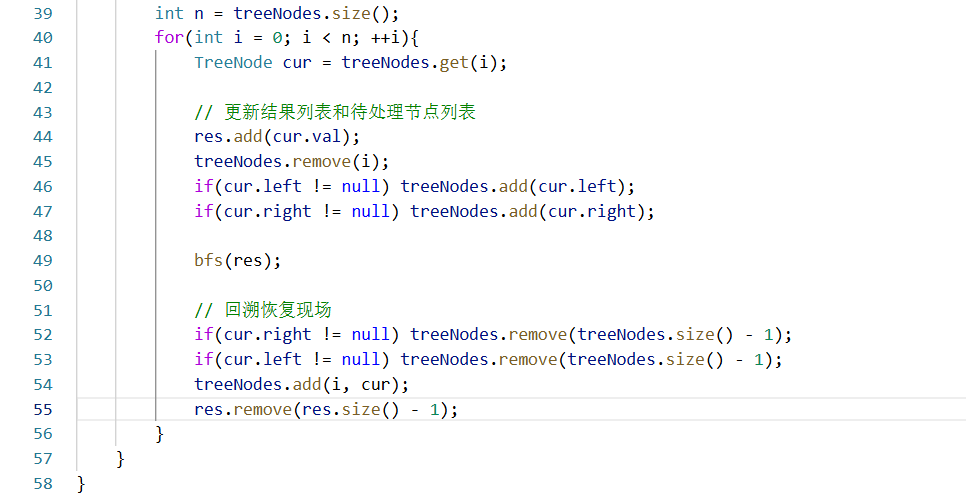 39 int n = treeNodes.size();
40 for(int i = 0; i < n; ++i){
41 TreeNode cur = treeNodes.get(i);
42
43 // 更新结果列表和待处理节点列表
44 res.add(cur.val);
45 treeNodes.remove(i);
46 if(cur.left != null) treeNodes.add(cur.left);
47 if(cur.right != null) treeNodes.add(cur.right);
48
49 bfs(res);
50
51 // 回溯恢复现场
52 if(cur.right != null) treeNodes.remove(treeNodes.size() - 1);
53 if(cur.left != null) treeNodes.remove(treeNodes.size() - 1);
54 treeNodes.add(i, cur);
55 res.remove(res.size() - 1);
56 }
57 }
58 }